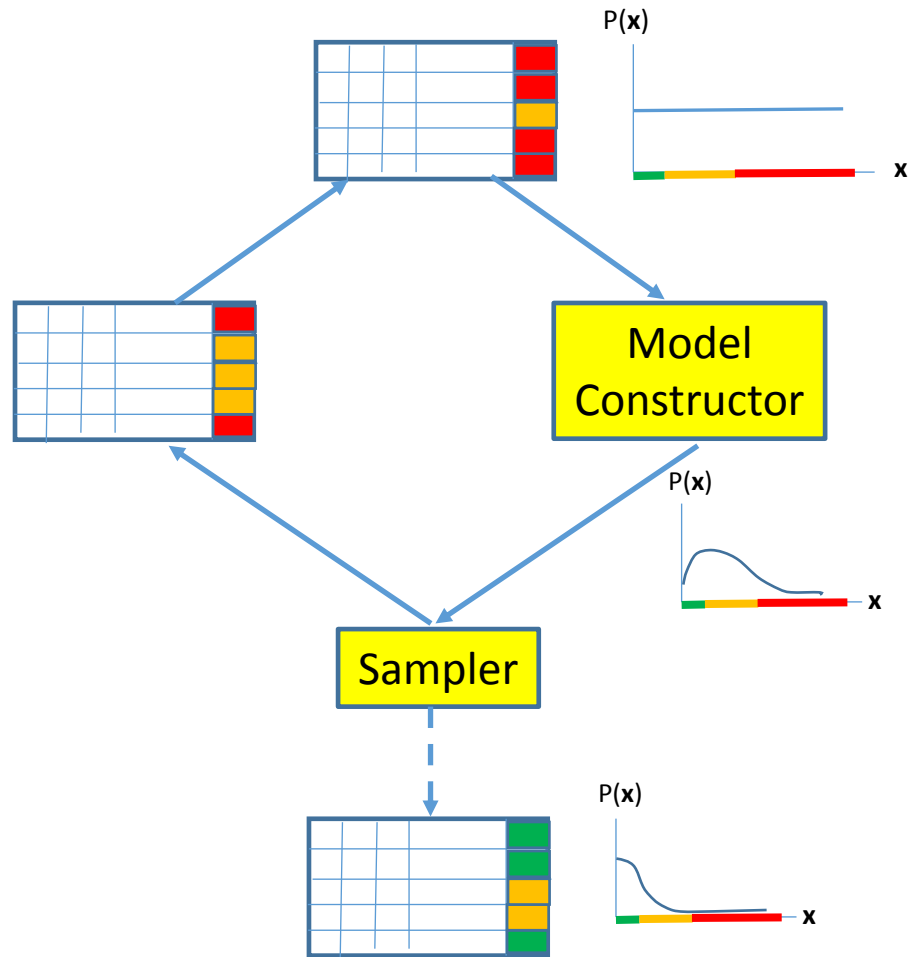 P(x)
x
Model
Constructor
P(x)
x
Sampler
P(x)
x